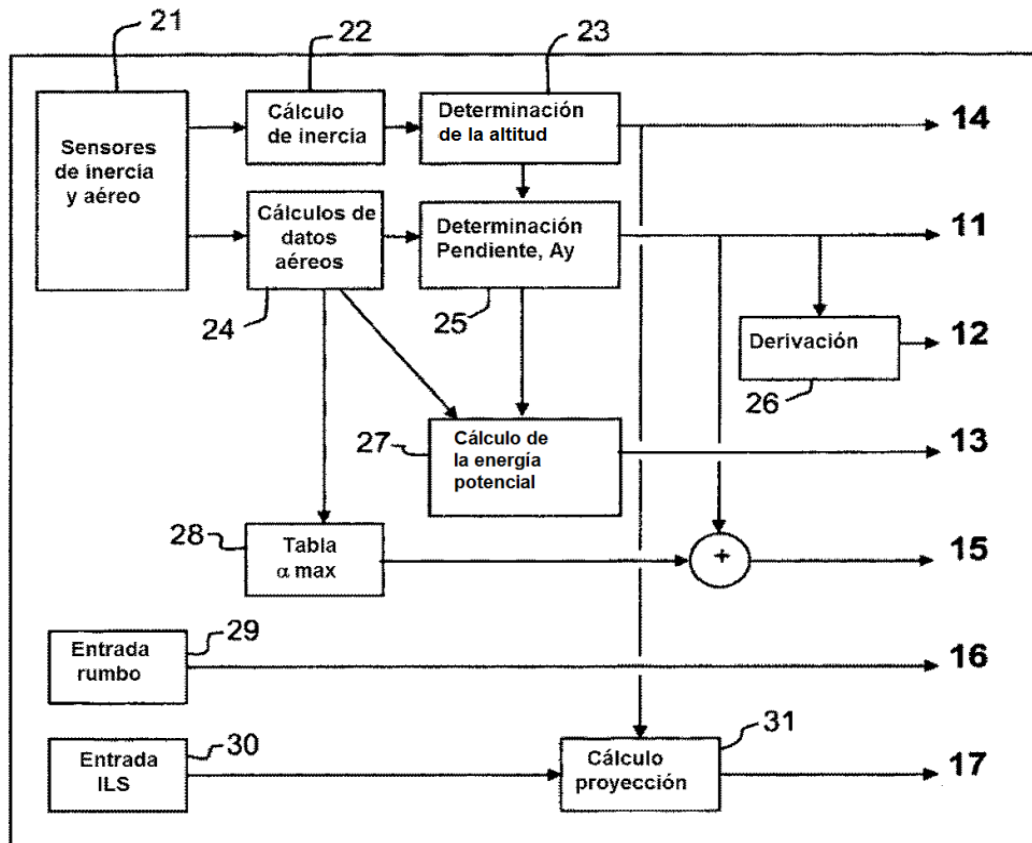 21
22
23
Sensores
de inercia
y aéreo
Cálculo
de inercia
Determinación
de la altitud
14
Cálculos de
datos
aéreos
Determinación
Pendiente, Ay
11
24
25
Derivación
12
26
27
Cálculo de
la energía
potencial
13
28
Tabla
α max
+
15
29
Entrada
rumbo
16
30
Entrada
ILS
31
Cálculo
proyección
17